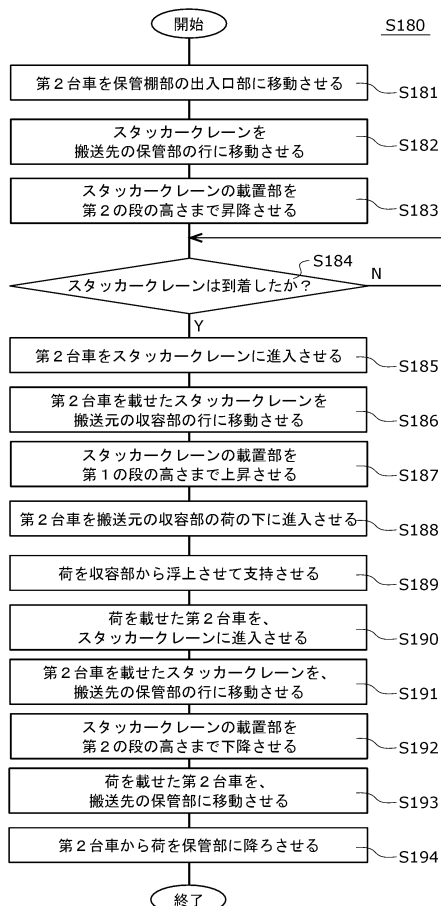 開始
S180
第２台車を保管棚部の出入口部に移動させる
S181
スタッカークレーンを
搬送先の保管部の行に移動させる
S182
スタッカークレーンの載置部を
第２の段の高さまで昇降させる
S183
S184
スタッカークレーンは到着したか？
N
Y
第２台車をスタッカークレーンに進入させる
S185
第２台車を載せたスタッカークレーンを
搬送元の収容部の行に移動させる
S186
スタッカークレーンの載置部を
第１の段の高さまで上昇させる
S187
第２台車を搬送元の収容部の荷の下に進入させる
S188
荷を収容部から浮上させて支持させる
S189
荷を載せた第２台車を、
スタッカークレーンに進入させる
S190
第２台車を載せたスタッカークレーンを、
搬送先の保管部の行に移動させる
S191
スタッカークレーンの載置部を
第２の段の高さまで下降させる
S192
荷を載せた第２台車を、
搬送先の保管部に移動させる
S193
第２台車から荷を保管部に降ろさせる
S194
終了